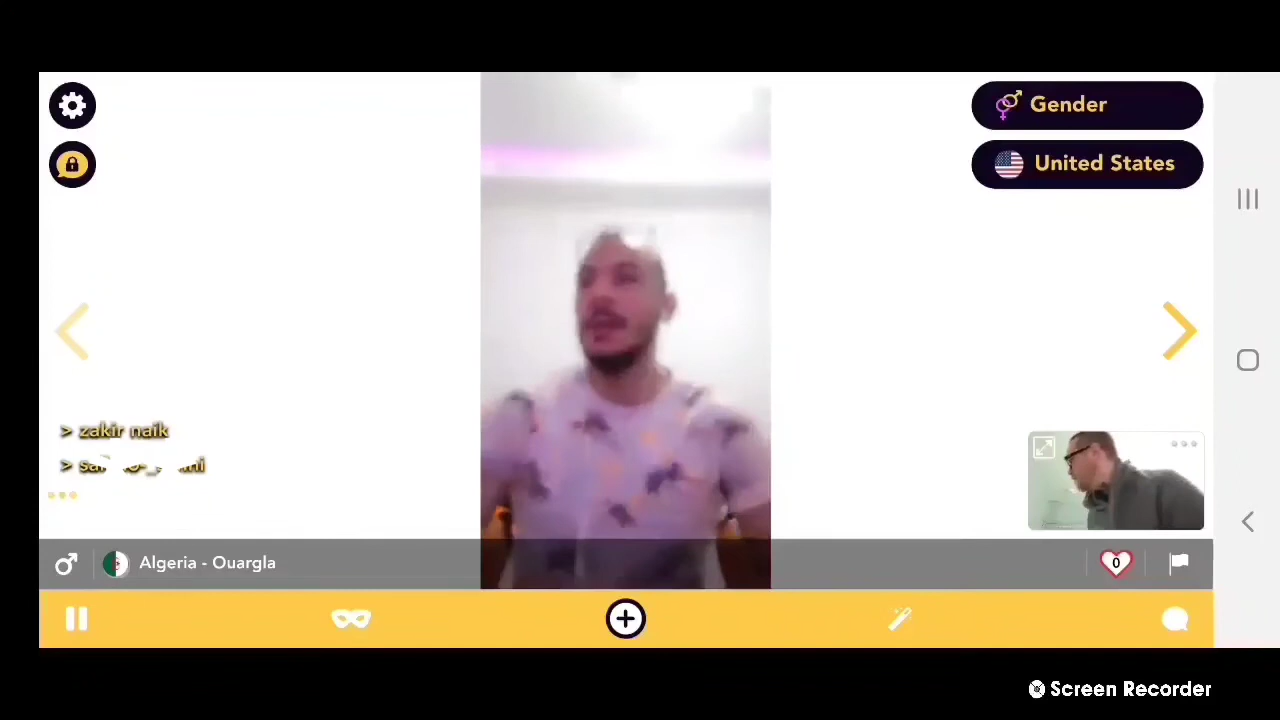 Gender
United States
> zakir naik
Algeria - Ouargla
0
Screen Recorder